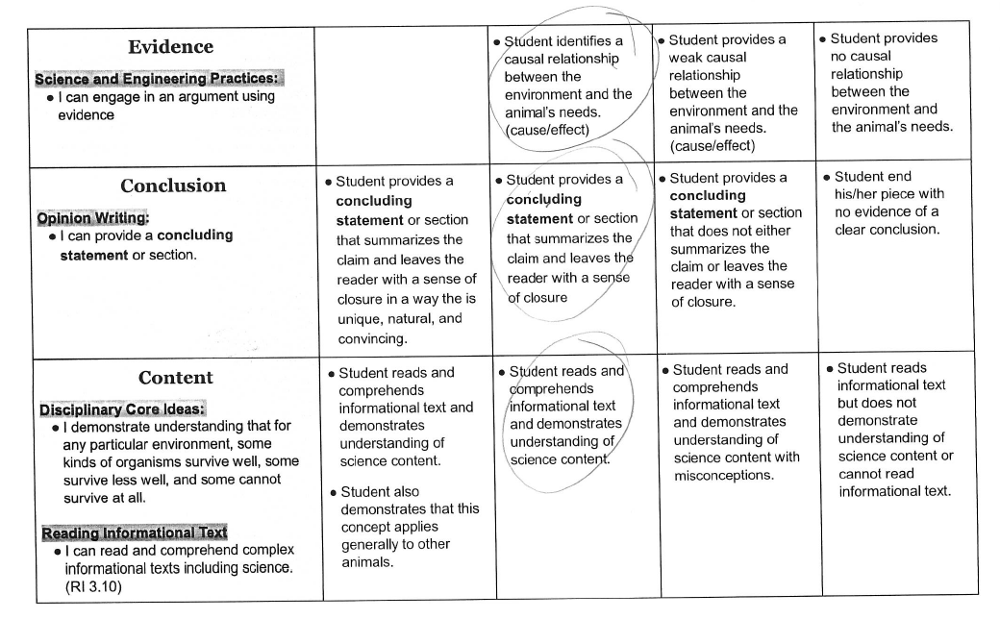 Evidence
Science and Engineering Practices:
● I can engage in an argument using
evidence
● Student identifies a
causal relationship
between the
environment and the
animal's needs.
(cause/effect)
● Student provides a
weak causal
relationship
between the
environment and the
animal's needs.
(cause/effect)
● Student provides
no causal
relationship
between the
environment and
the animal's needs.
Conclusion
Opinion Writing:
● I can provide a concluding
statement or section.
● Student provides a
concluding
statement or section
that summarizes the
claim and leaves the
reader with a sense of
closure in a way the is
unique, natural, and
convincing.
● Student provides a
concluding
statement or section
that summarizes the
claim and leaves the
reader with a sense
of closure
● Student provides a
concluding
statement or section
that does not either
summarizes the
claim or leaves the
reader with a sense
of closure.
● Student end
his/her piece with
no evidence of a
clear conclusion.
Content
Disciplinary Core Ideas:
● I demonstrate understanding that for
any particular environment, some
kinds of organisms survive well, some
survive less well, and some cannot
survive at all.
Reading Informational Text
● I can read and comprehend complex
informational texts including science.
(RI 3.10)
● Student reads and
comprehends
informational text and
demonstrates
understanding of
science content.
● Student also
demonstrates that this
concept applies
generally to other
animals.
● Student reads and
comprehends
informational text
and demonstrates
understanding of
science content.
● Student reads and
comprehends
informational text
and demonstrates
understanding of
science content with
misconceptions.
● Student reads
informational text
but does not
demonstrate
understanding of
science content or
cannot read
informational text.